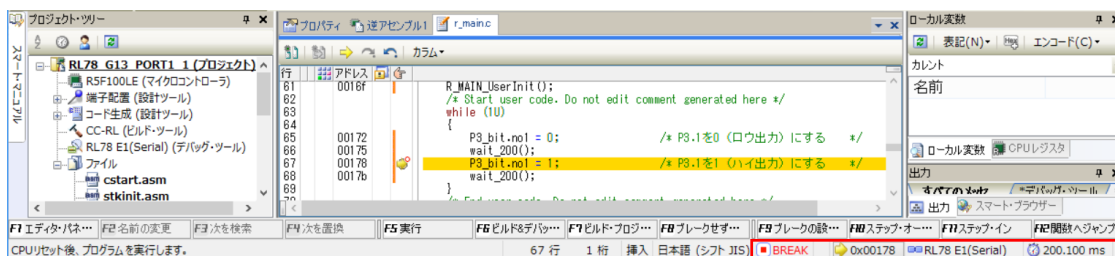 プロジェクト・ツリー
スマート・マニュアル
RL78_G13_PORT1_1 (プロジェクト)
R5F100LE (マイクロコントローラ)
端子配置 (設計ツール)
コード生成 (設計ツール)
CC-RL (ビルド・ツール)
RL78 E1(Serial) (デバッグ・ツール)
ファイル
cstart.asm
stkinit.asm
プロパティ 逆アセンブル1 r_main.c
カラム▾
行 アドレス
61 0016f R_MAIN_UserInit();
62 /* Start user code. Do not edit comment generated here */
63 while (1U)
64 {
65 00172 P3_bit.no1 = 0; /* P3.1を0 (ロウ出力) にする */
66 00175 wait_200();
67 00178 P3_bit.no1 = 1; /* P3.1を1 (ハイ出力) にする */
68 0017b wait_200();
69 }
ローカル変数
表記(N)▾ Hex エンコード(C)▾
カレント
名前
ローカル変数 CPUレジスタ
出力
すべてのメッセ *デバッグ・ツール
出力 スマート・ブラウザー
F1 エディタ・パネ… F2 名前の変更 F3 次を検索 F4 次を置換 F5 実行 F6 ビルド&デバッ… F7 ビルド・プロジ… F8 ブレークせず… F9 ブレークの設… F10 ステップ・オー… F11 ステップ・イン F12 関数へジャンプ
CPUリセット後、プログラムを実行します。 67 行 1 桁 挿入 日本語 (シフト JIS) BREAK 0x00178 RL78 E1(Serial) 200.100 ms